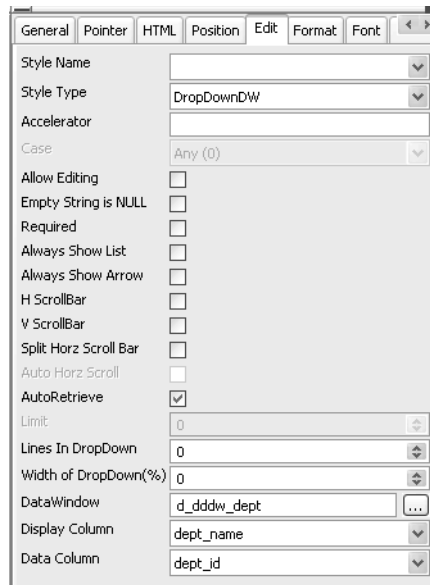 General Pointer HTML Position Edit Format Font
Style Name
Style Type DropDownDW
Accelerator
Case Any (0)
Allow Editing
Empty String is NULL
Required
Always Show List
Always Show Arrow
H ScrollBar
V ScrollBar
Split Horz Scroll Bar
Auto Horz Scroll
AutoRetrieve
Limit 0
Lines In DropDown 0
Width of DropDown(%) 0
DataWindow d_dddw_dept ...
Display Column dept_name
Data Column dept_id